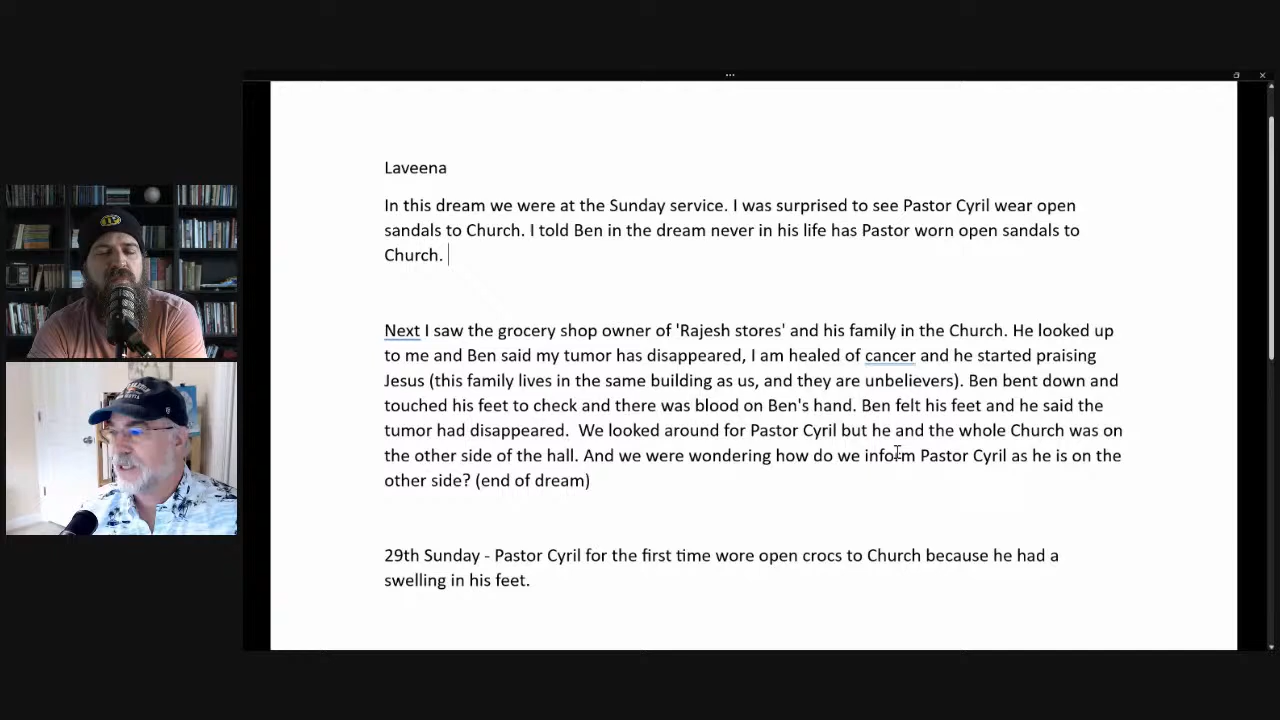 Laveena
In this dream we were at the Sunday service. I was surprised to see Pastor Cyril wear open
sandals to Church. I told Ben in the dream never in his life has Pastor worn open sandals to
Church.
Next I saw the grocery shop owner of 'Rajesh stores' and his family in the Church. He looked up
to me and Ben said my tumor has disappeared, I am healed of cancer and he started praising
Jesus (this family lives in the same building as us, and they are unbelievers). Ben bent down and
touched his feet to check and there was blood on Ben's hand. Ben felt his feet and he said the
tumor had disappeared.  We looked around for Pastor Cyril but he and the whole Church was on
the other side of the hall. And we were wondering how do we inform Pastor Cyril as he is on the
other side? (end of dream)
29th Sunday - Pastor Cyril for the first time wore open crocs to Church because he had a
swelling in his feet.